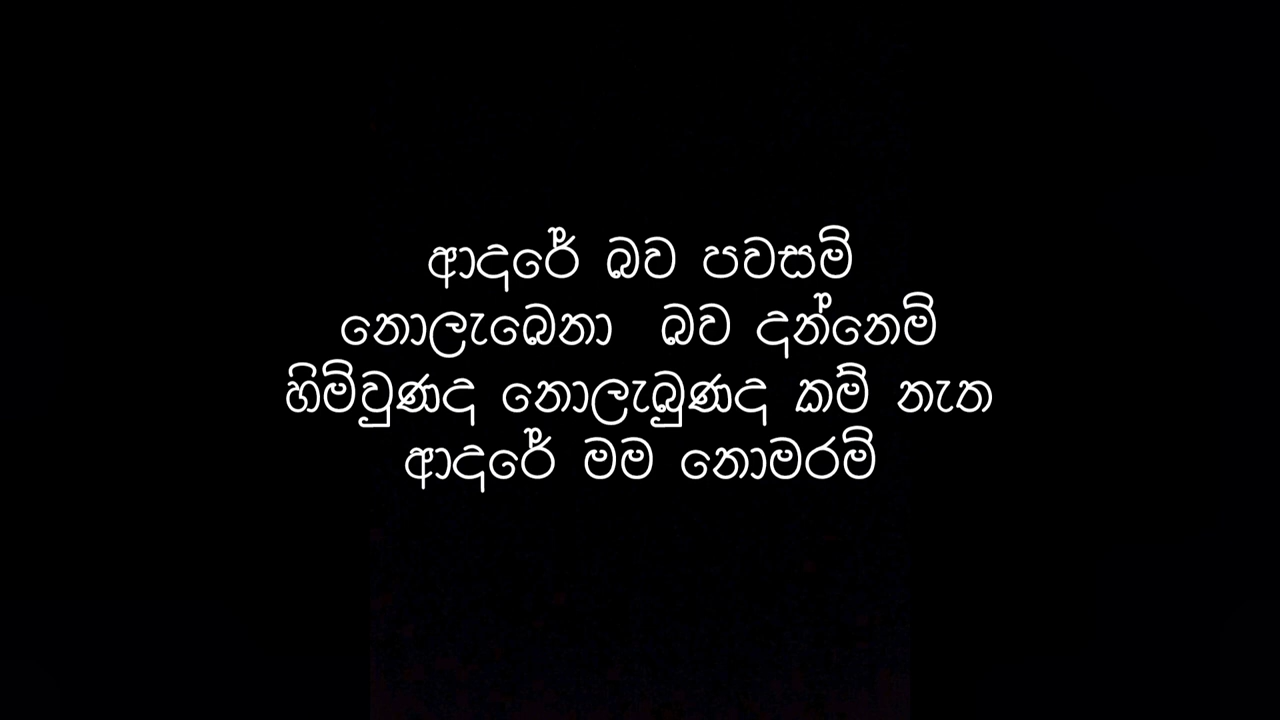 ආදරේ බව පවසමි
නොලැබෙනා බව දන්නෙමි
හිමිවුණද නොලැබුණද කම් නැත
ආදරේ මම නොමරමි